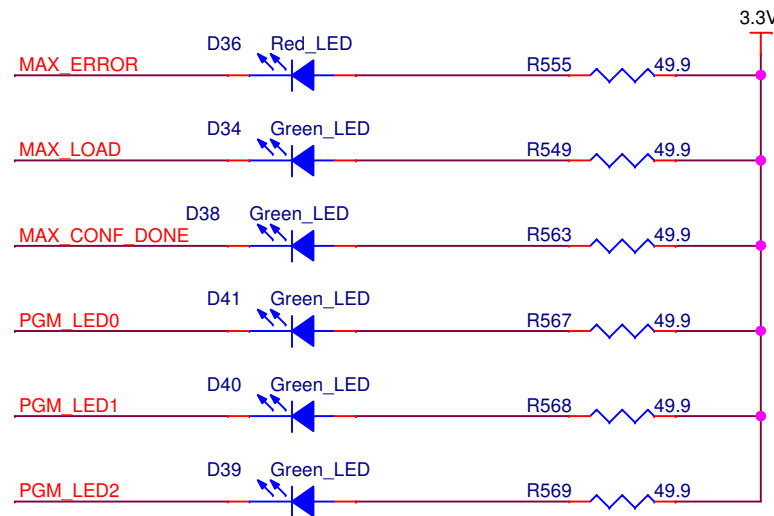 3.3V
D36 Red_LED
MAX_ERROR R555 49.9
D34 Green_LED
MAX_LOAD R549 49.9
D38 Green_LED
MAX_CONF_DONE R563 49.9
D41 Green_LED
PGM_LED0 R567 49.9
D40 Green_LED
PGM_LED1 R568 49.9
D39 Green_LED
PGM_LED2 R569 49.9